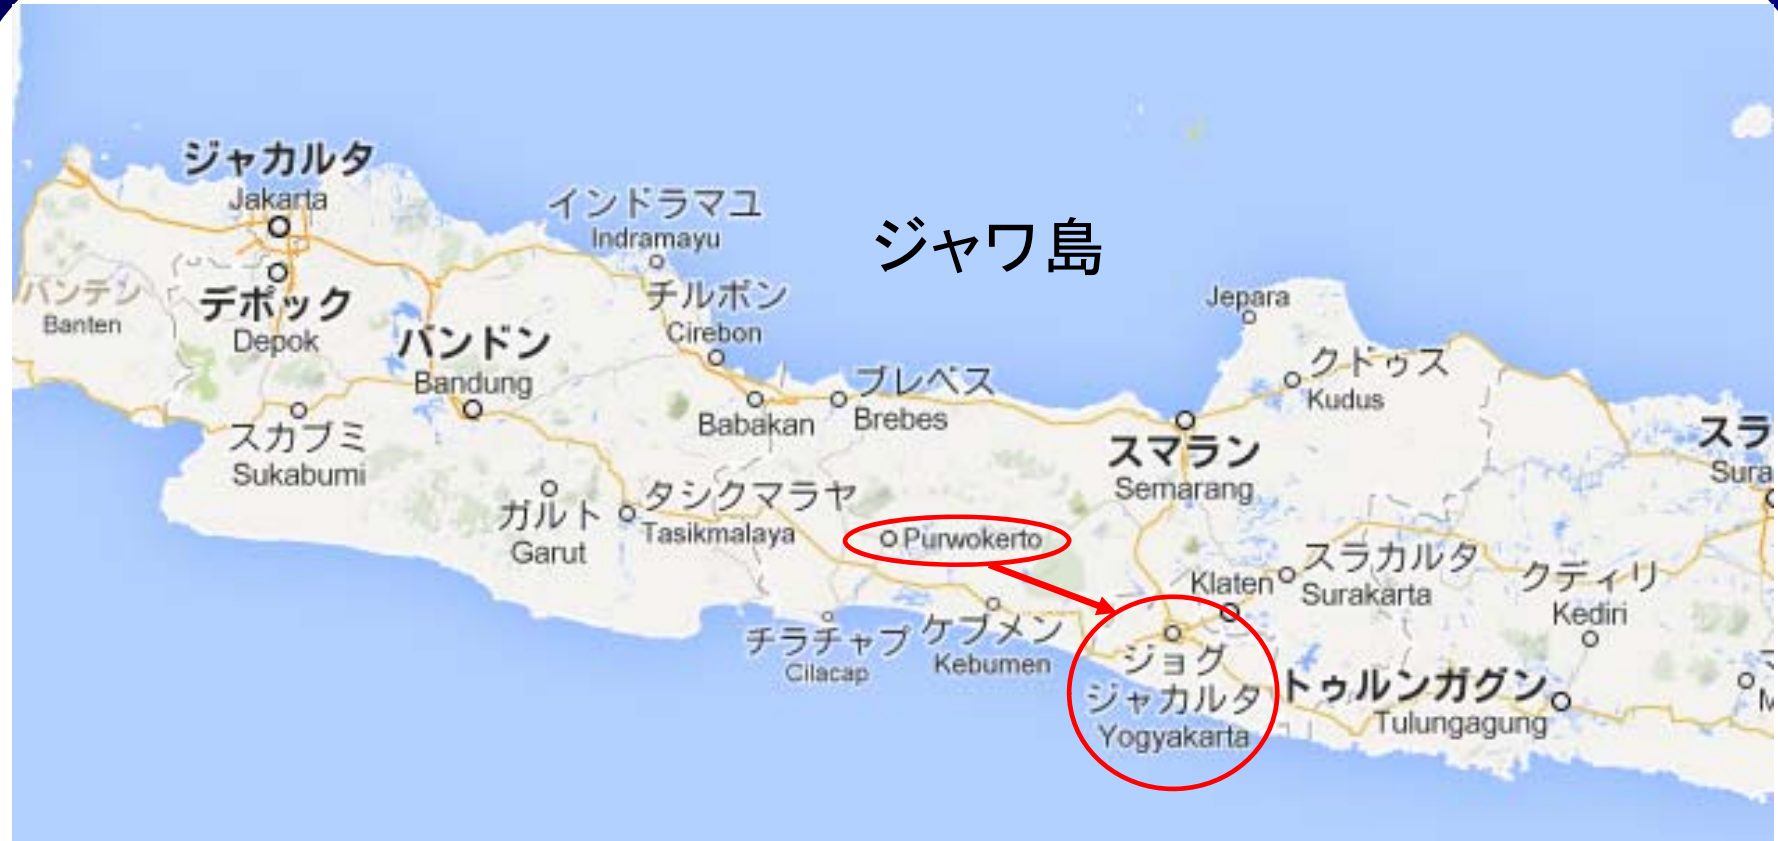 ジャカルタ
Jakarta
インドラマユ
Indramayu
ジャワ島
バンテン
Banten
デポック
Depok
チルボン
Cirebon
Jepara
バンドン
Bandung
クドゥス
Kudus
ブレベス
Brebes
Babakan
スカブミ
Sukabumi
スマラン
Semarang
スラ
Sura
ガルト
Garut
タシクマラヤ
Tasikmalaya
Purwokerto
スラカルタ
Surakarta
Klaten
クディリ
Kediri
チラチャプ
Cilacap
ケブメン
Kebumen
ジョグ
ジャカルタ
Yogyakarta
トゥルンガグン
Tulungagung